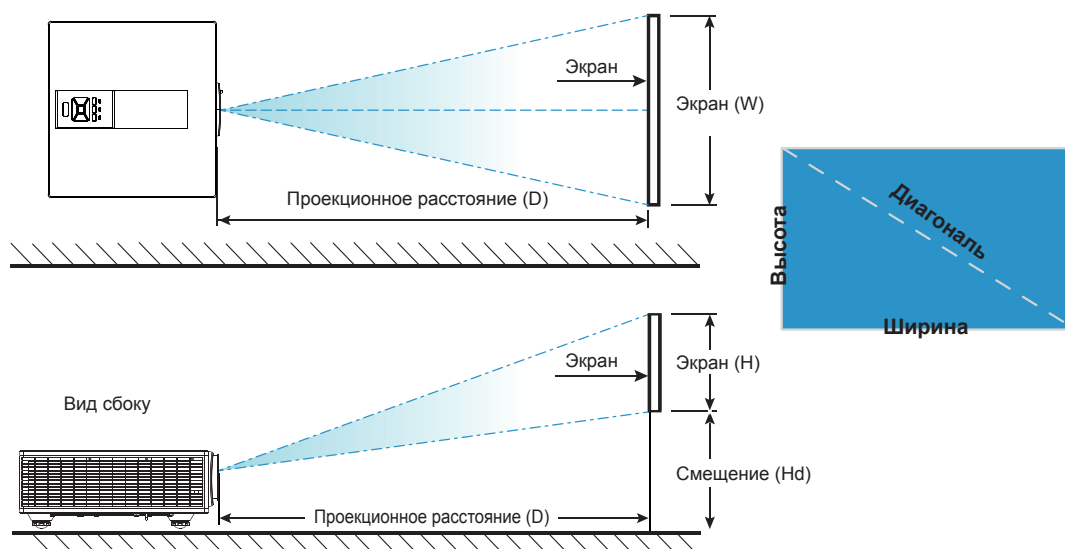 Экран
Экран (W)
Проекционное расстояние (D)
Высота
Диагональ
Ширина
Вид сбоку
Экран
Экран (H)
Смещение (Hd)
Проекционное расстояние (D)